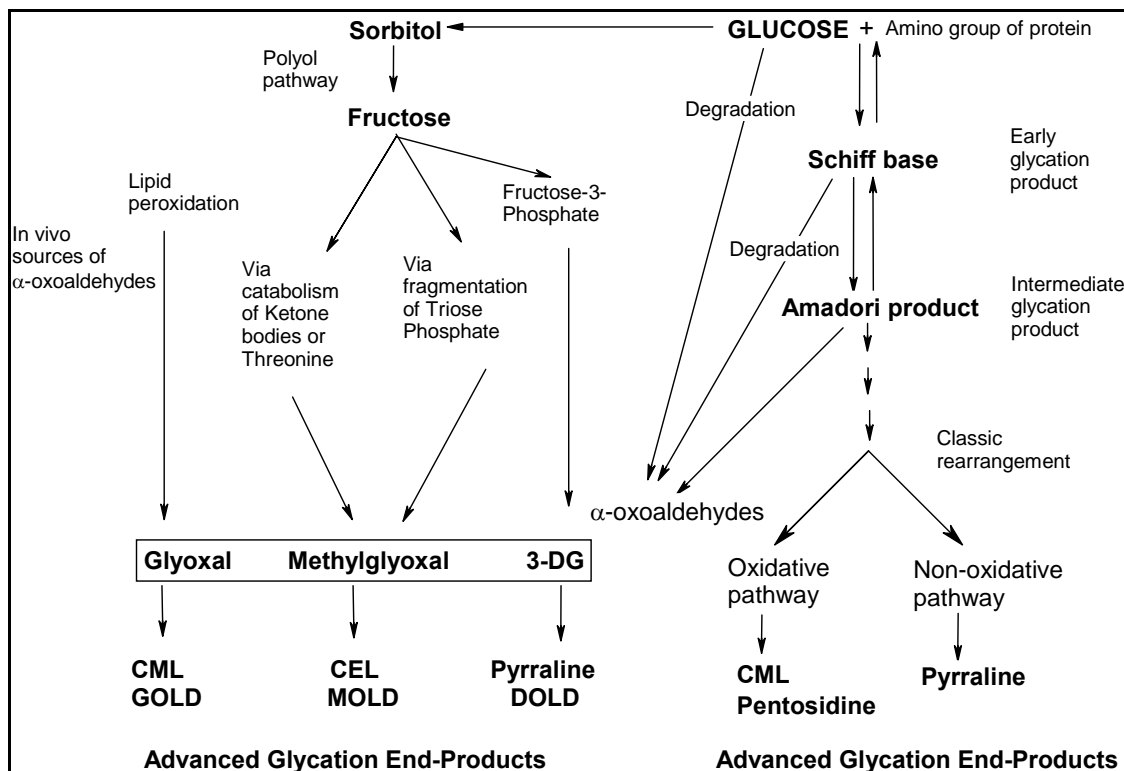 Sorbitol
GLUCOSE + Amino group of protein
Polyol
pathway
Degradation
Fructose
Schiff base
Early
glycation
product
Lipid
peroxidation
Fructose-3-
Phosphate
In vivo
sources of
α-oxoaldehydes
Degradation
Via
catabolism
of Ketone
bodies or
Threonine
Via
fragmentation
of Triose
Phosphate
Amadori product
Intermediate
glycation
product
Classic
rearrangement
α-oxoaldehydes
Glyoxal Methylglyoxal 3-DG
Oxidative
pathway
Non-oxidative
pathway
CML
GOLD
CEL
MOLD
Pyrraline
DOLD
CML
Pentosidine
Pyrraline
Advanced Glycation End-Products
Advanced Glycation End-Products